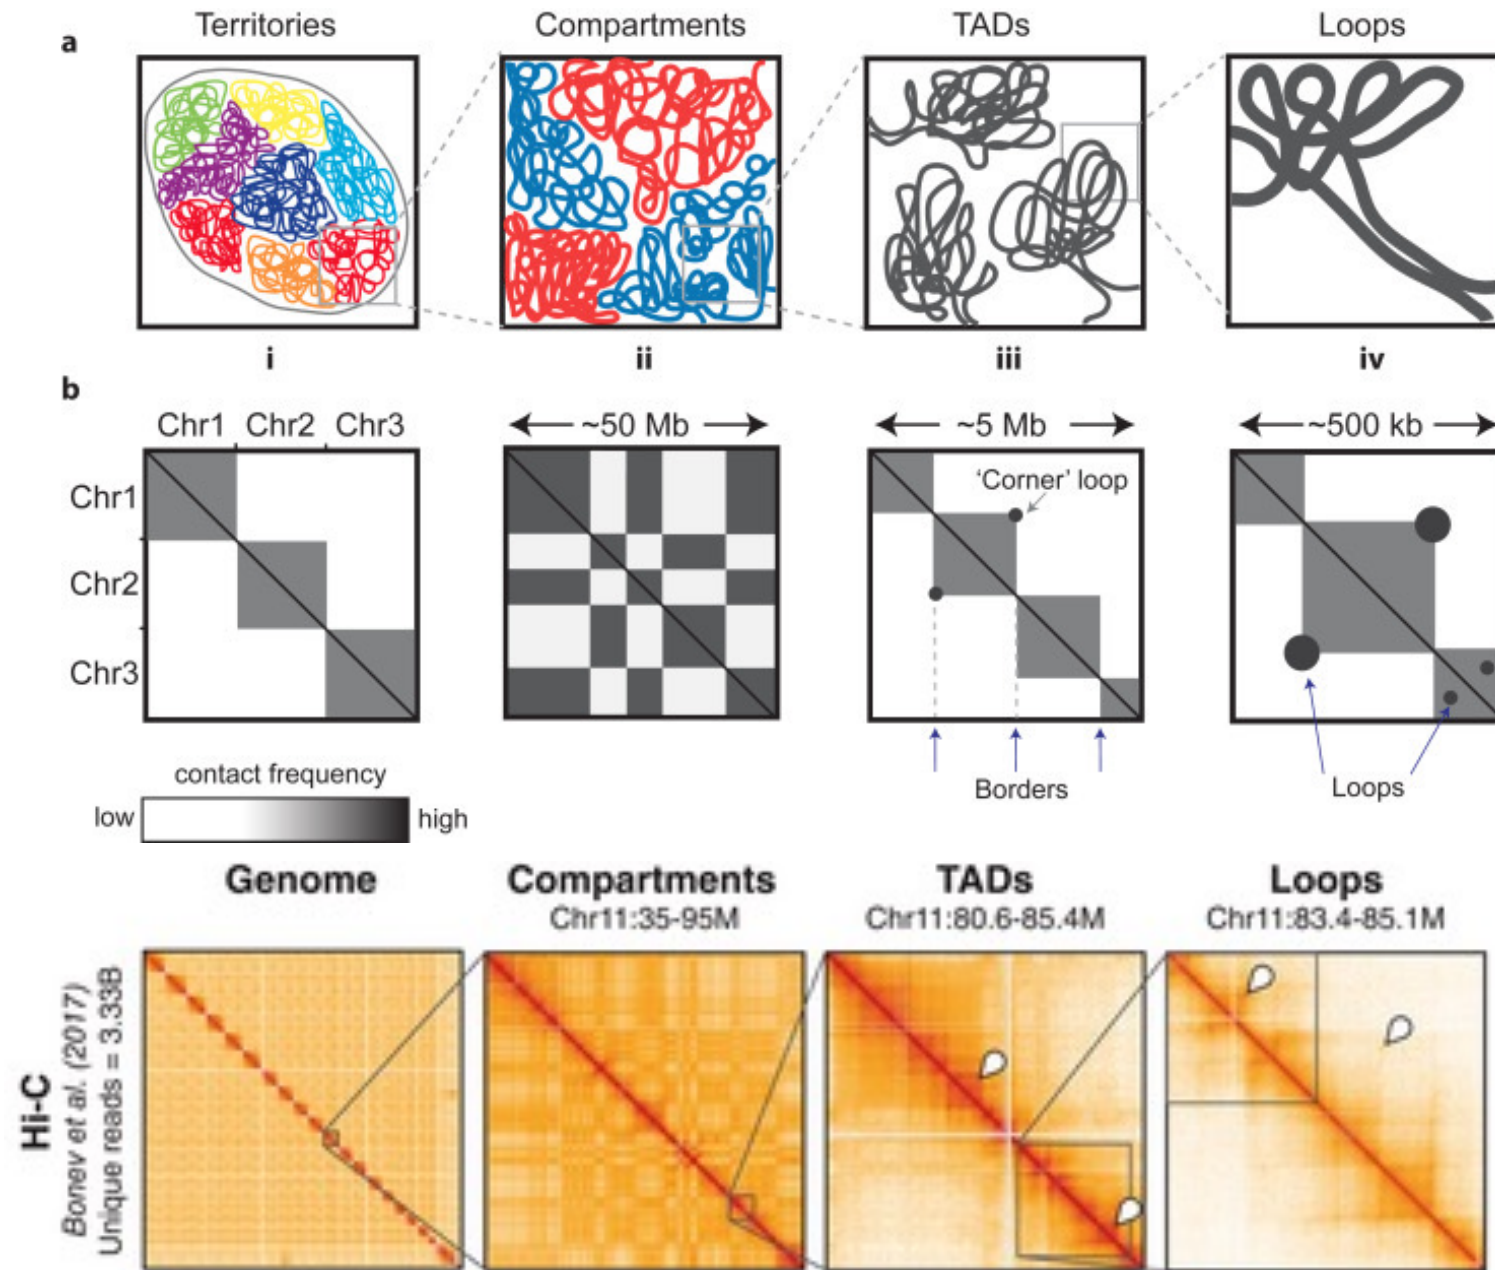 a
Territories
Compartments
TADs
Loops
i
ii
iii
iv
b
Chr1 Chr2 Chr3
Chr1
Chr2
Chr3
~50 Mb
~5 Mb
'Corner' loop
Borders
~500 kb
Loops
contact frequency
low
high
Genome
Compartments
Chr11:35-95M
TADs
Chr11:80.6-85.4M
Loops
Chr11:83.4-85.1M
Hi-C
Bonev et al. (2017)
Unique reads = 3.33B